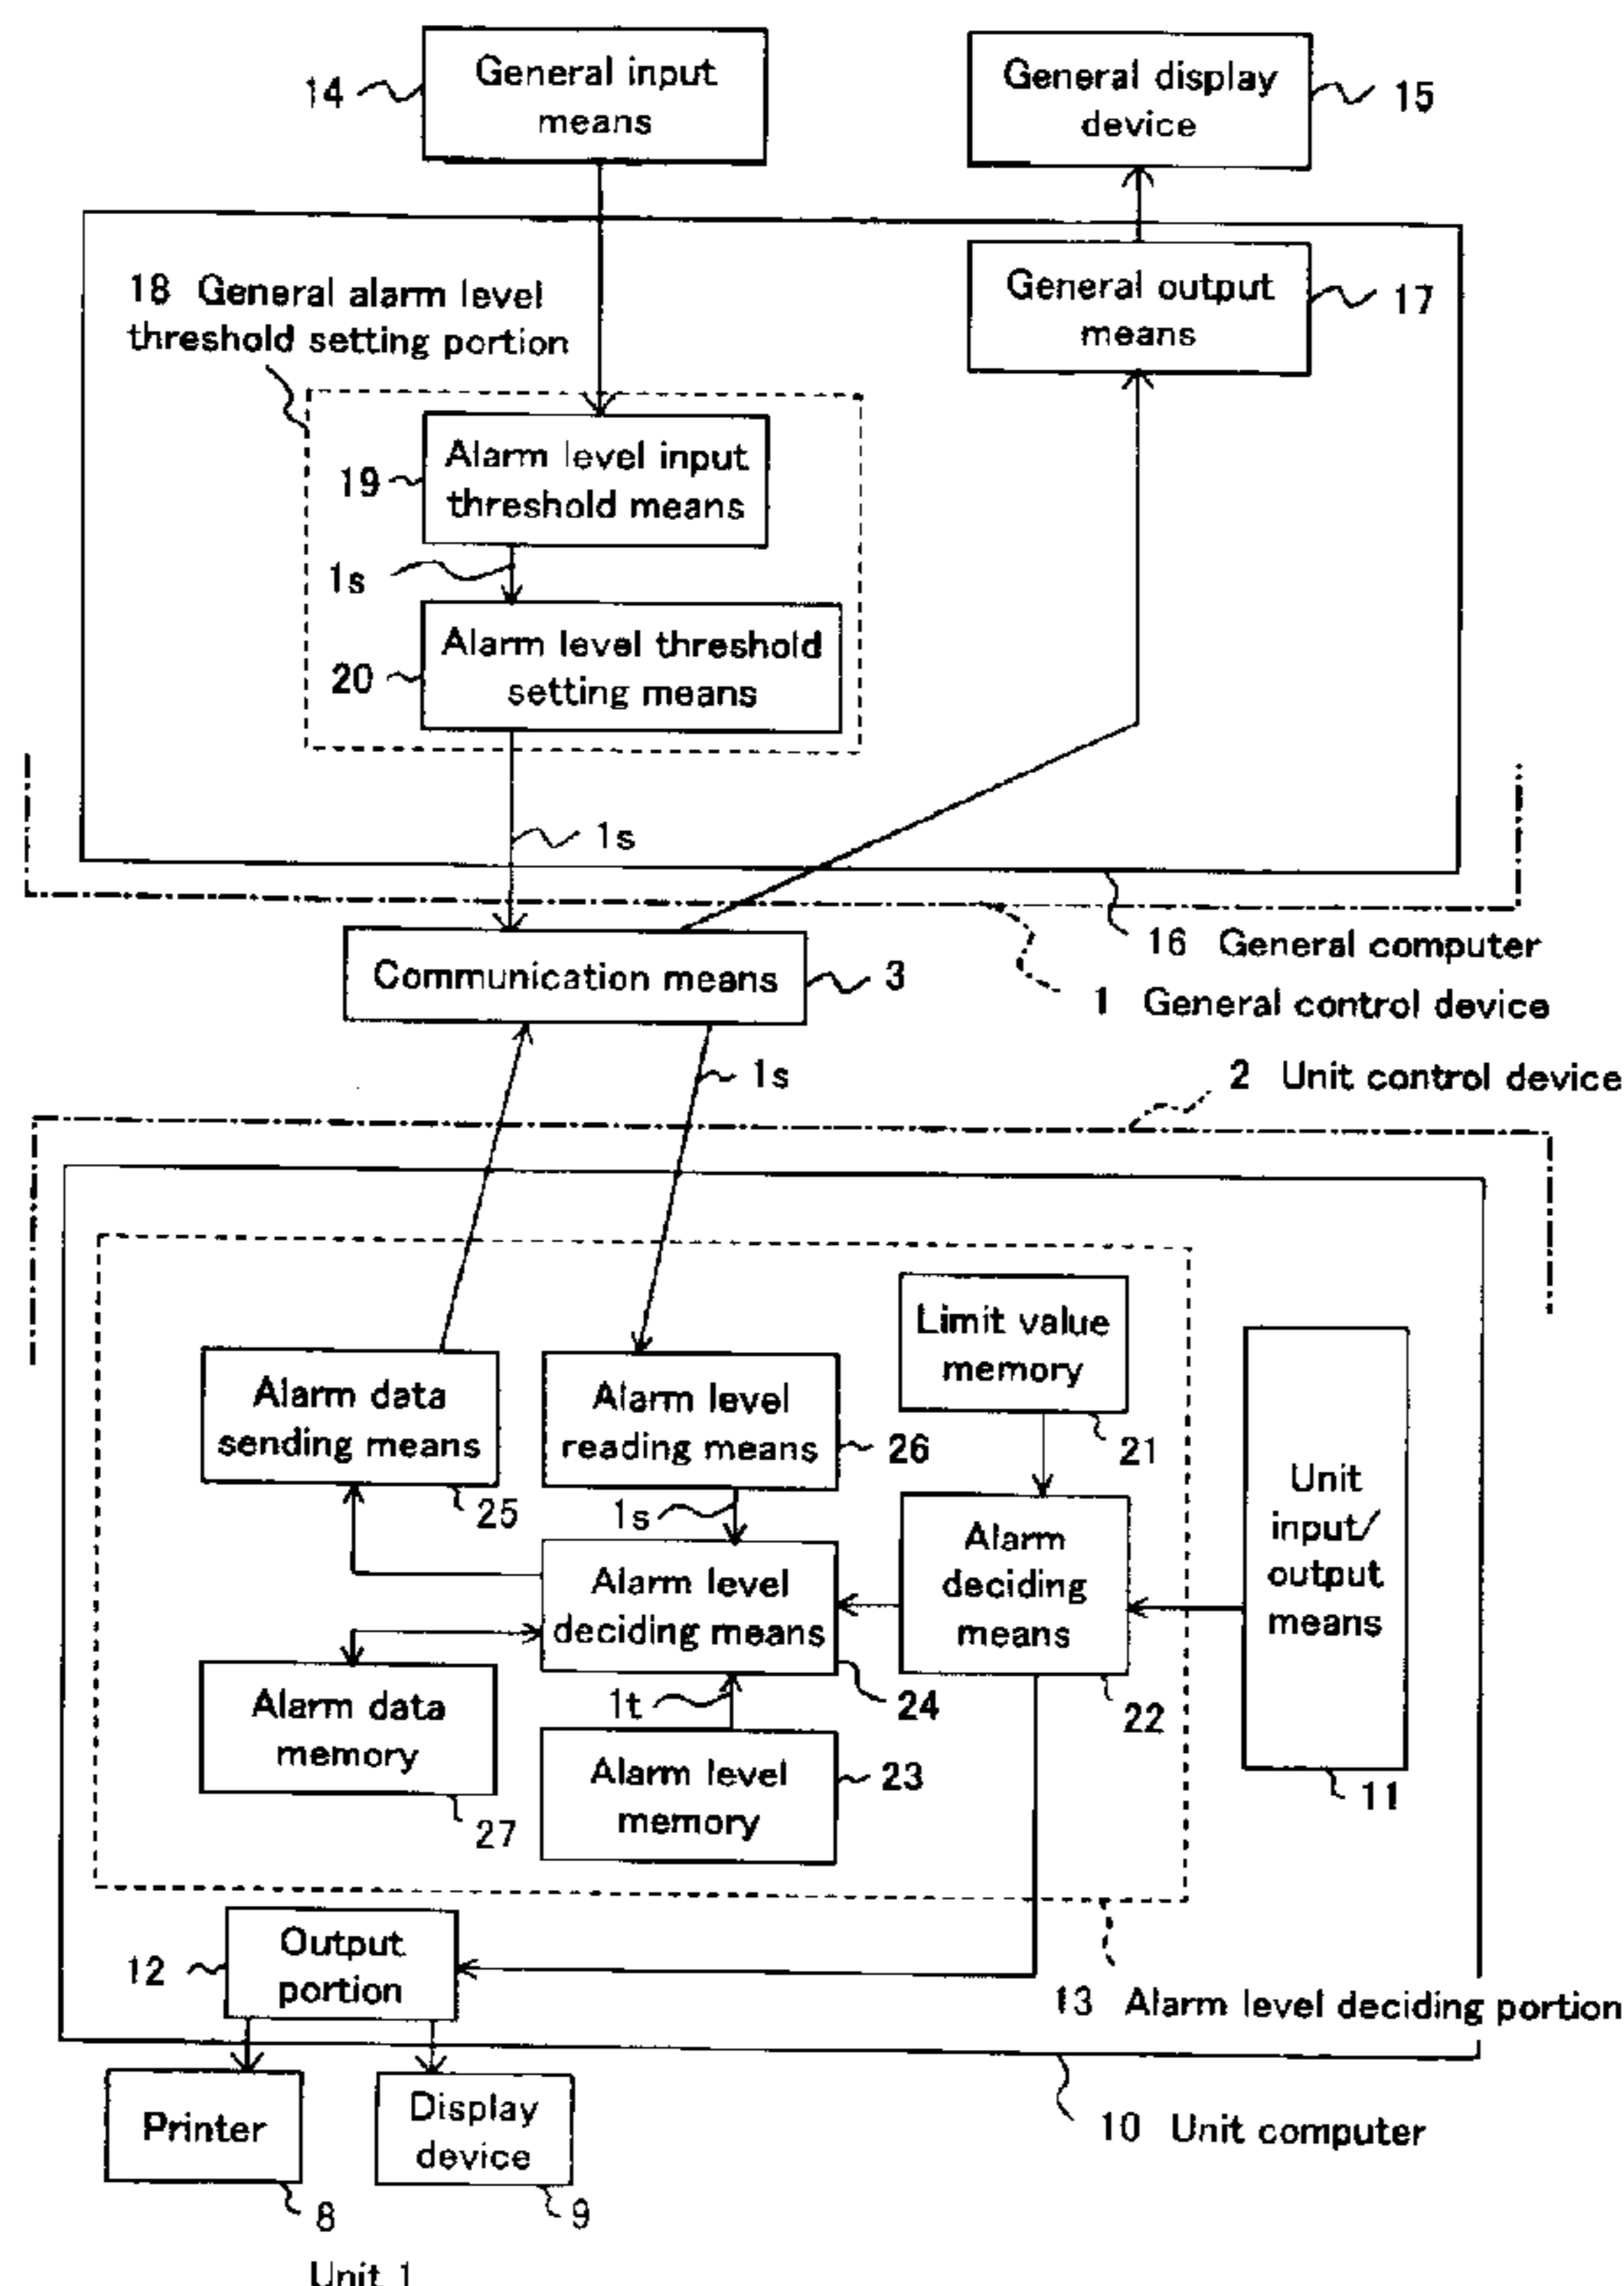 General input
means
14
General display
device
15
General output
means
17
18 General alarm level
threshold setting portion
Alarm level input
threshold means
19
1s
Alarm level threshold
setting means
20
1s
16 General computer
Communication means
3
1 General control device
1s
2 Unit control device
Limit value
memory
21
Alarm data
sending means
25
Alarm level
reading means
26
1s
Unit
input/
output
means
11
Alarm
deciding
means
22
Alarm level
deciding means
24
1t
Alarm data
memory
27
Alarm level
memory
23
Output
portion
12
13 Alarm level deciding portion
Printer
8
Display
device
9
10 Unit computer
Unit 1